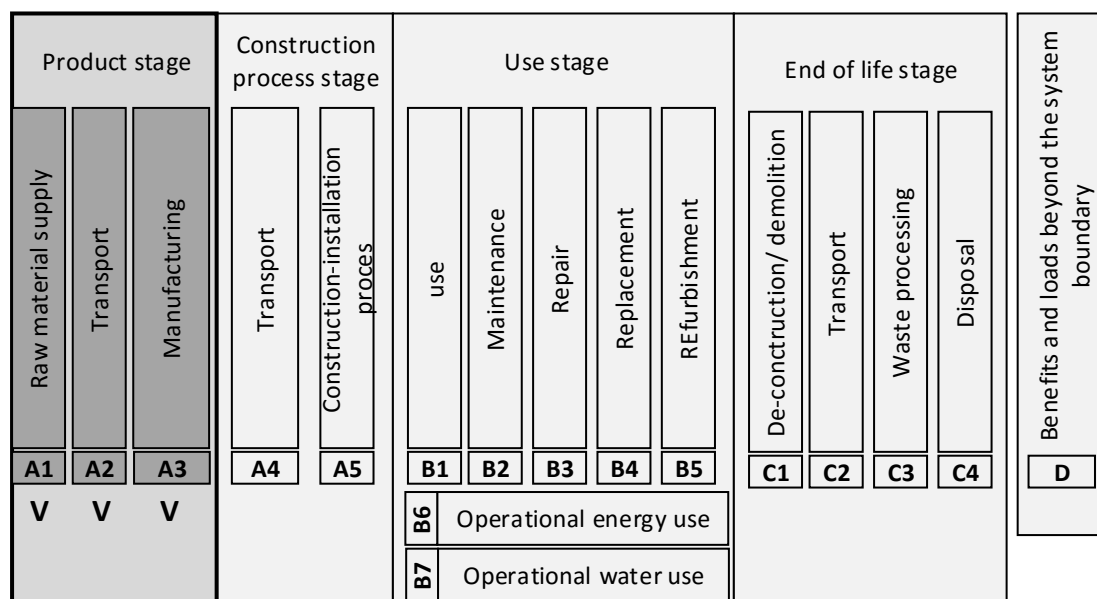 Product stage
Construction
process stage
Use stage
End of life stage
Raw material supply
Transport
Manufacturing
Transport
Construction-installation
proces
use
Maintenance
Repair
Replacement
REfurbishment
De-conctruction/ demolition
Transport
Waste processing
Disposal
Benefits and loads beyond the system
boundary
A1
A2
A3
A4
A5
B1
B2
B3
B4
B5
C1
C2
C3
C4
D
V
V
V
B6
Operational energy use
B7
Operational water use